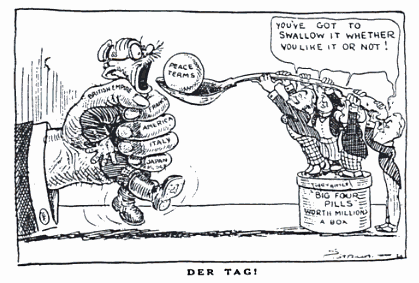 YOU'VE GOT TO
SWALLOW IT WHETHER
YOU LIKE IT OR NOT!
PEACE
TERMS
BRITISH EMPIRE
FRANCE
AMERICA
ITALY
JAPAN
"BIG FOUR"
PILLS
WORTH MILLIONS
A BOX
DER TAG!